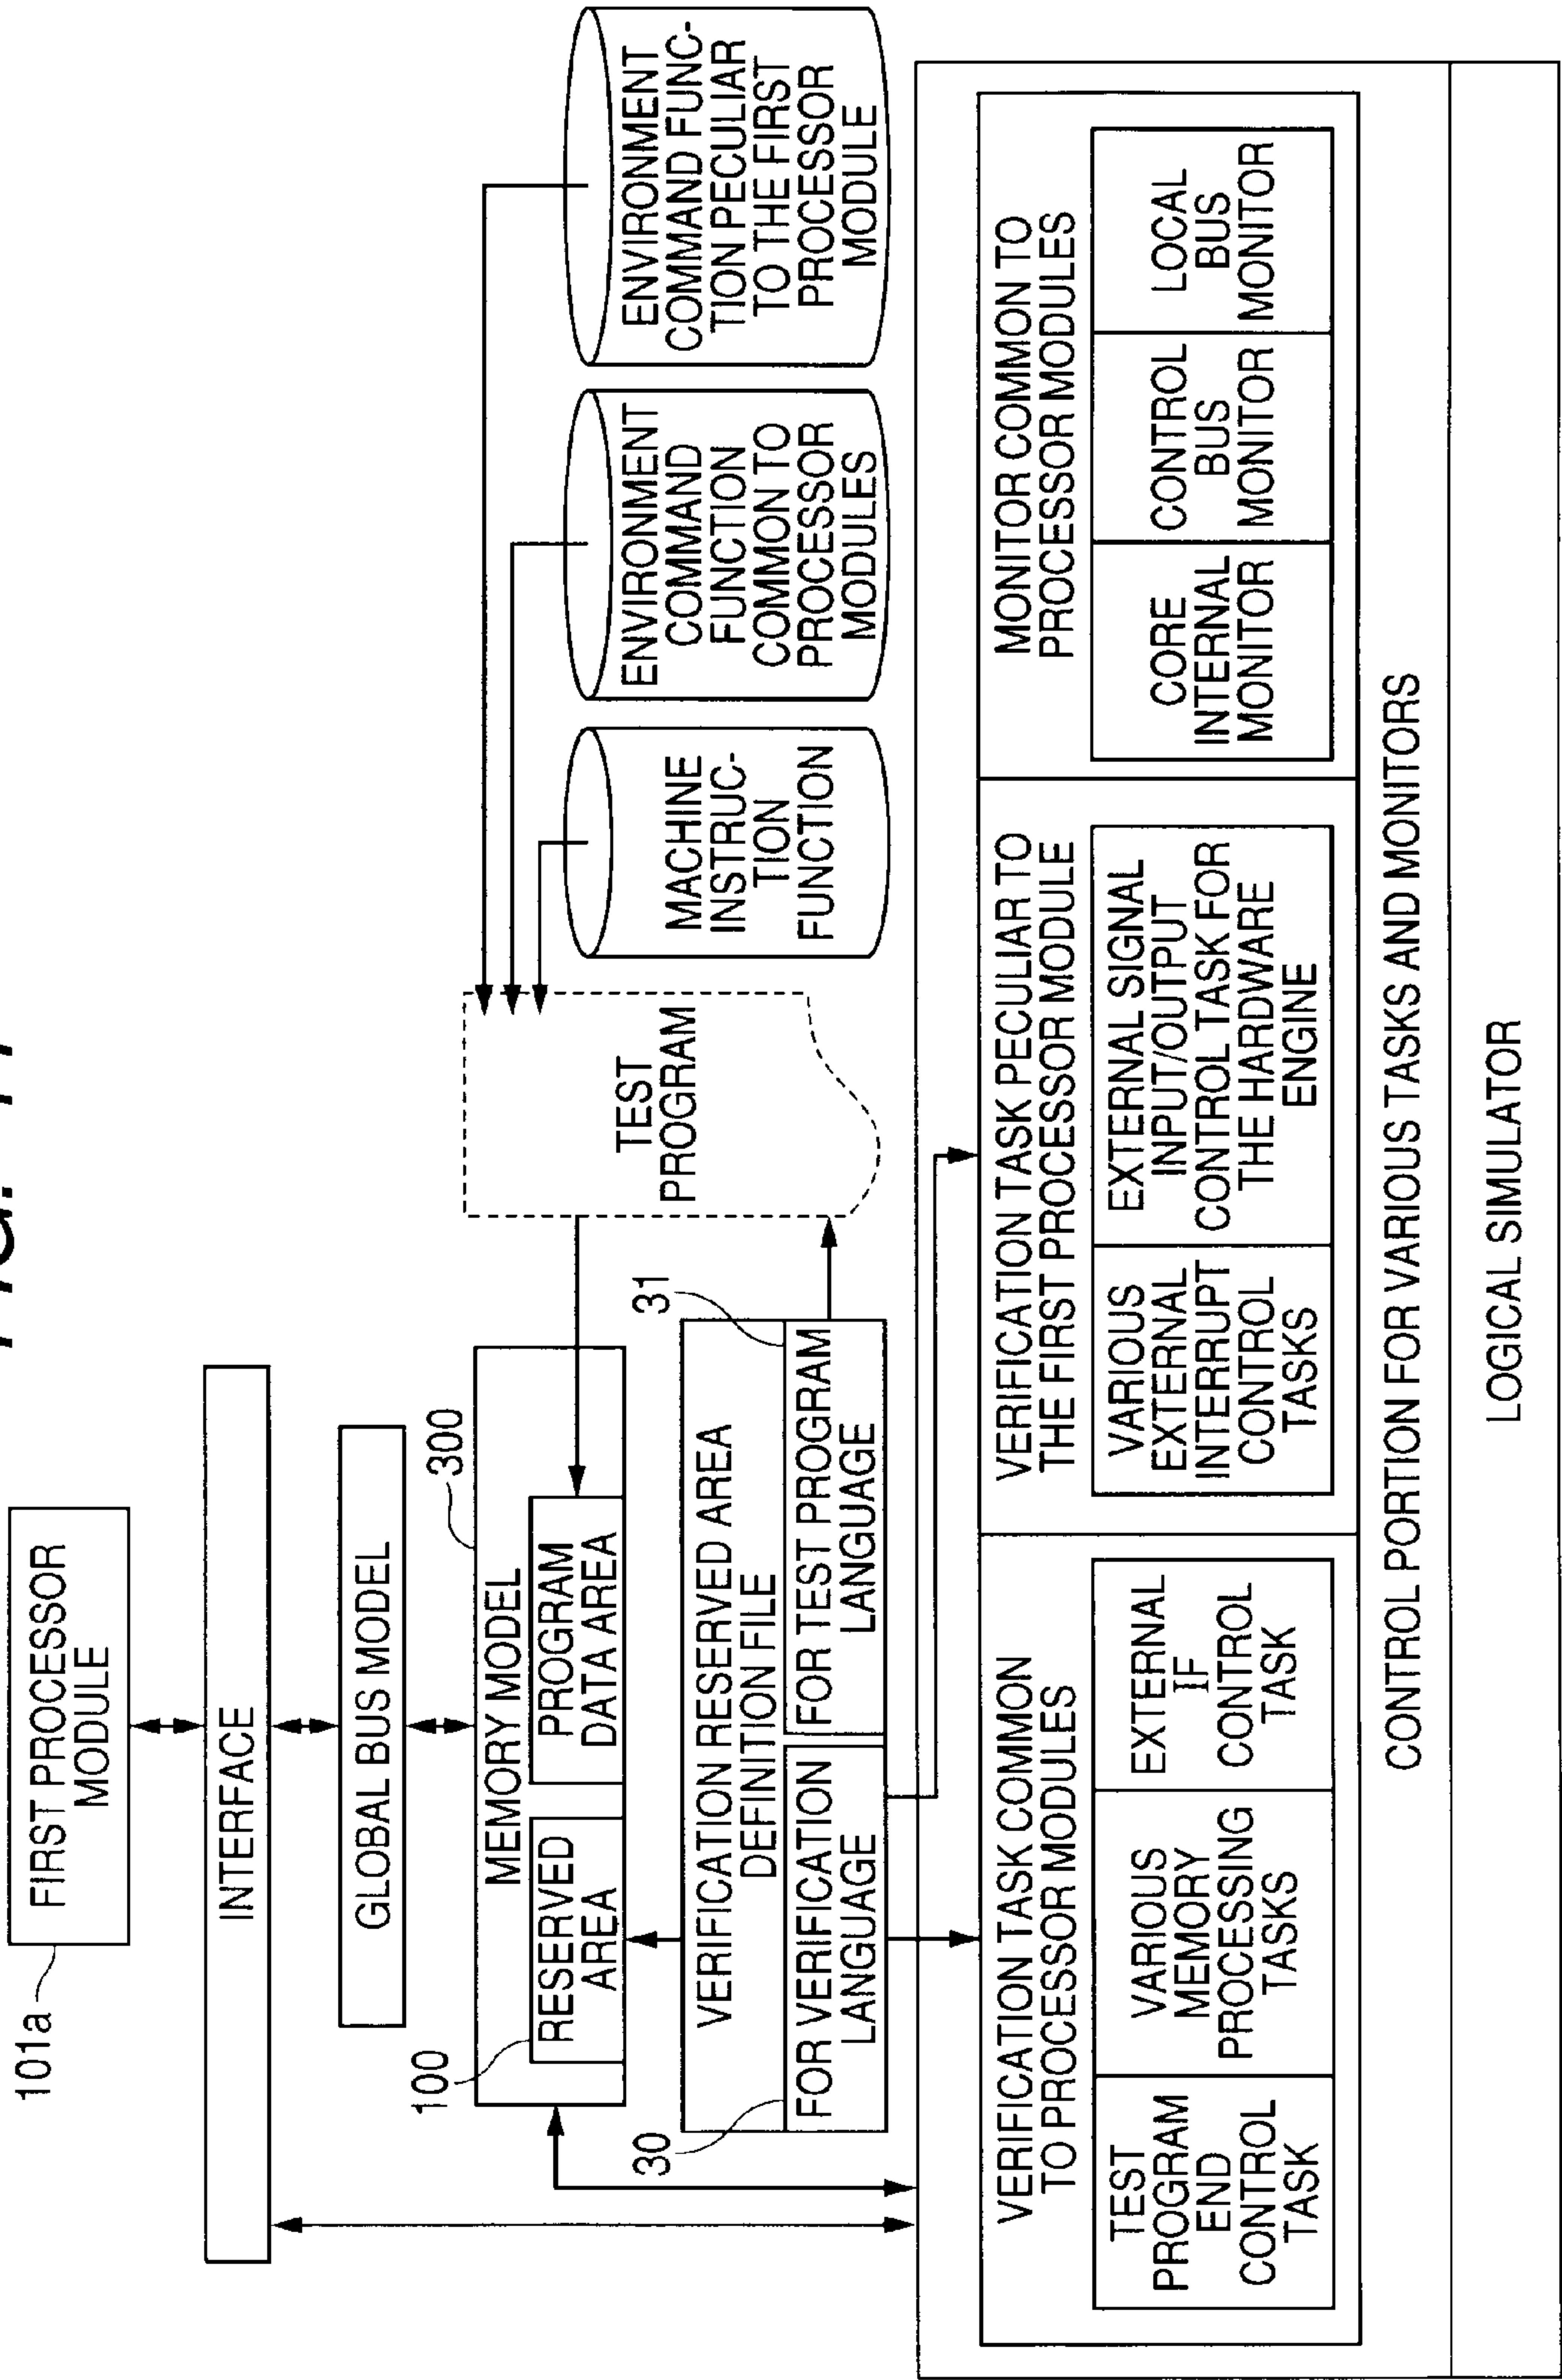 101a
FIRST PROCESSOR
MODULE
INTERFACE
GLOBAL BUS MODEL
300
MEMORY MODEL
100
RESERVED
AREA
PROGRAM
DATA AREA
VERIFICATION RESERVED AREA
DEFINITION FILE
30
FOR VERIFICATION
LANGUAGE
31
FOR TEST PROGRAM
LANGUAGE
TEST
PROGRAM
MACHINE
INSTRUC-
TION
FUNCTION
ENVIRONMENT
COMMAND
FUNCTION
COMMON TO
PROCESSOR
MODULES
ENVIRONMENT
COMMAND FUNC-
TION PECULIAR
TO THE FIRST
PROCESSOR
MODULE
VERIFICATION TASK COMMON
TO PROCESSOR MODULES
TEST
PROGRAM
END
CONTROL
TASK
VARIOUS
MEMORY
PROCESSING
TASKS
EXTERNAL
IF
CONTROL
TASK
VERIFICATION TASK PECULIAR TO
THE FIRST PROCESSOR MODULE
VARIOUS
EXTERNAL
INTERRUPT
CONTROL
TASKS
EXTERNAL SIGNAL
INPUT/OUTPUT
CONTROL TASK FOR
THE HARDWARE
ENGINE
MONITOR COMMON TO
PROCESSOR MODULES
CORE
INTERNAL
MONITOR
CONTROL
BUS
MONITOR
LOCAL
BUS
MONITOR
CONTROL PORTION FOR VARIOUS TASKS AND MONITORS
LOGICAL SIMULATOR